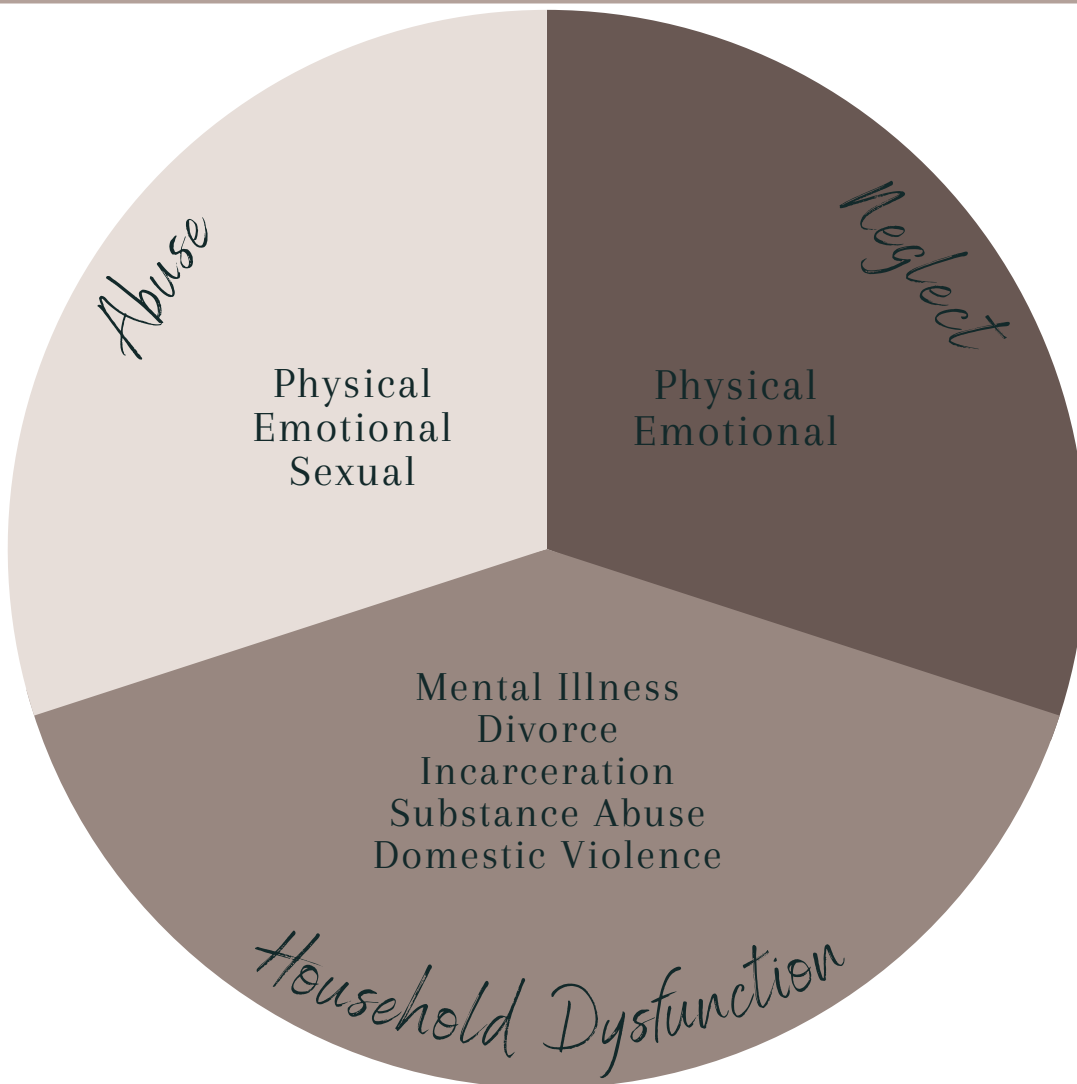 Abuse
Physical
Emotional
Sexual
Neglect
Physical
Emotional
Mental Illness
Divorce
Incarceration
Substance Abuse
Domestic Violence
Household Dysfunction